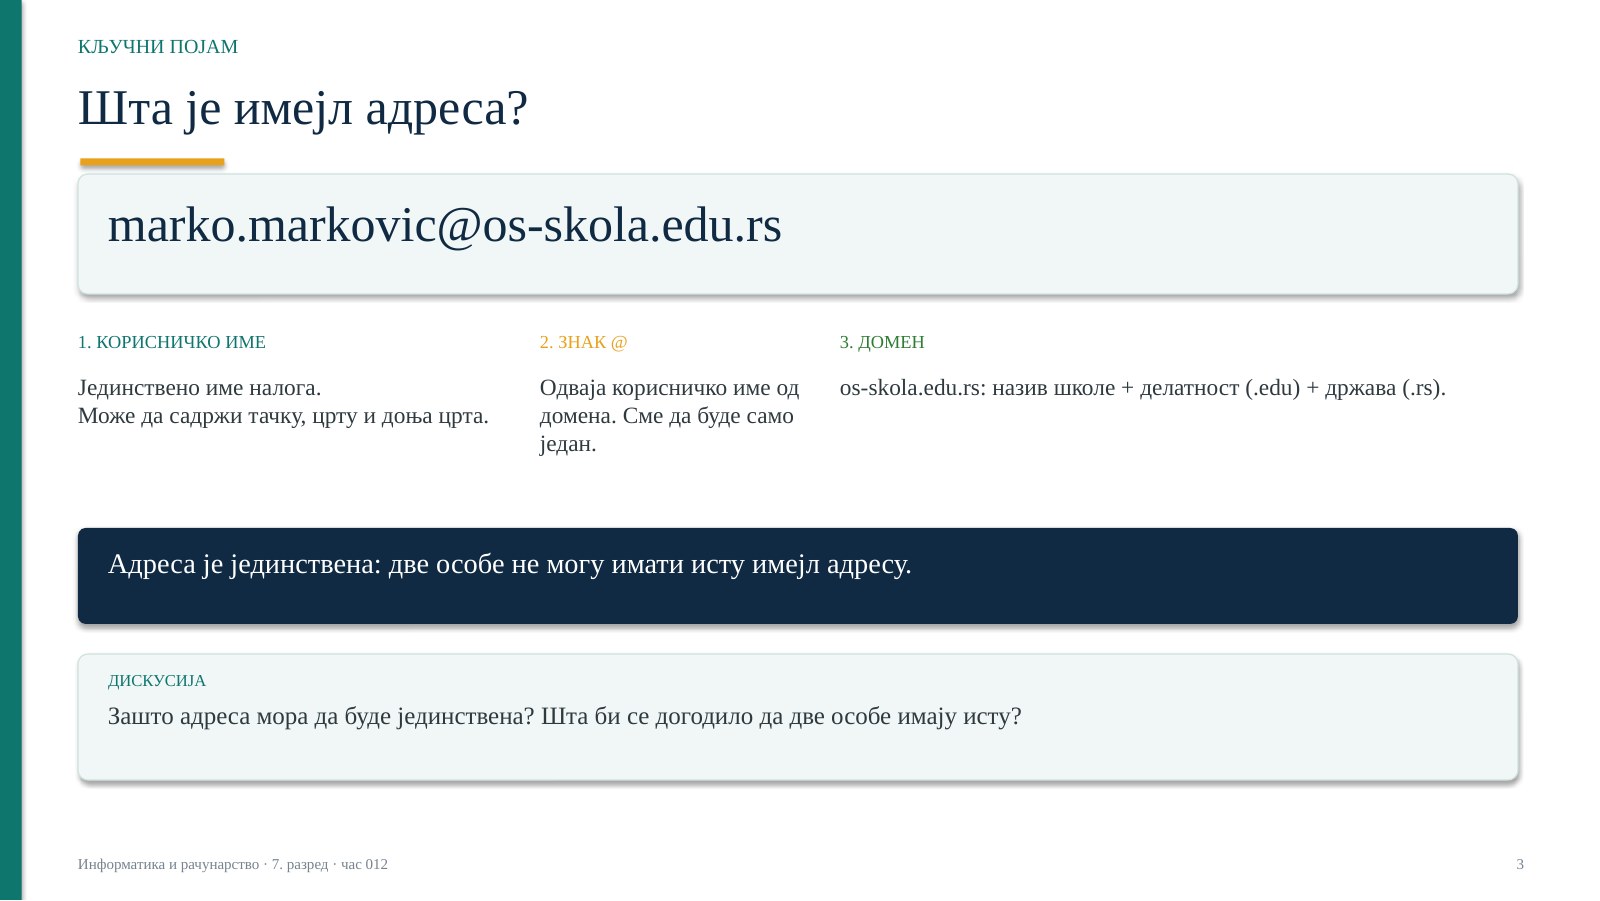 КЉУЧНИ ПОЈАМ
Шта је имејл адреса?
marko.markovic@os-skola.edu.rs
1. КОРИСНИЧКО ИМЕ
Јединствено име налога.
Може да садржи тачку, црту и доња црта.
2. ЗНАК @
Одваја корисничко име од
домена. Сме да буде само
један.
3. ДОМЕН
os-skola.edu.rs: назив школе + делатност (.edu) + држава (.rs).
Адреса је јединствена: две особе не могу имати исту имејл адресу.
ДИСКУСИЈА
Зашто адреса мора да буде јединствена? Шта би се догодило да две особе имају исту?
Информатика и рачунарство · 7. разред · час 012
3